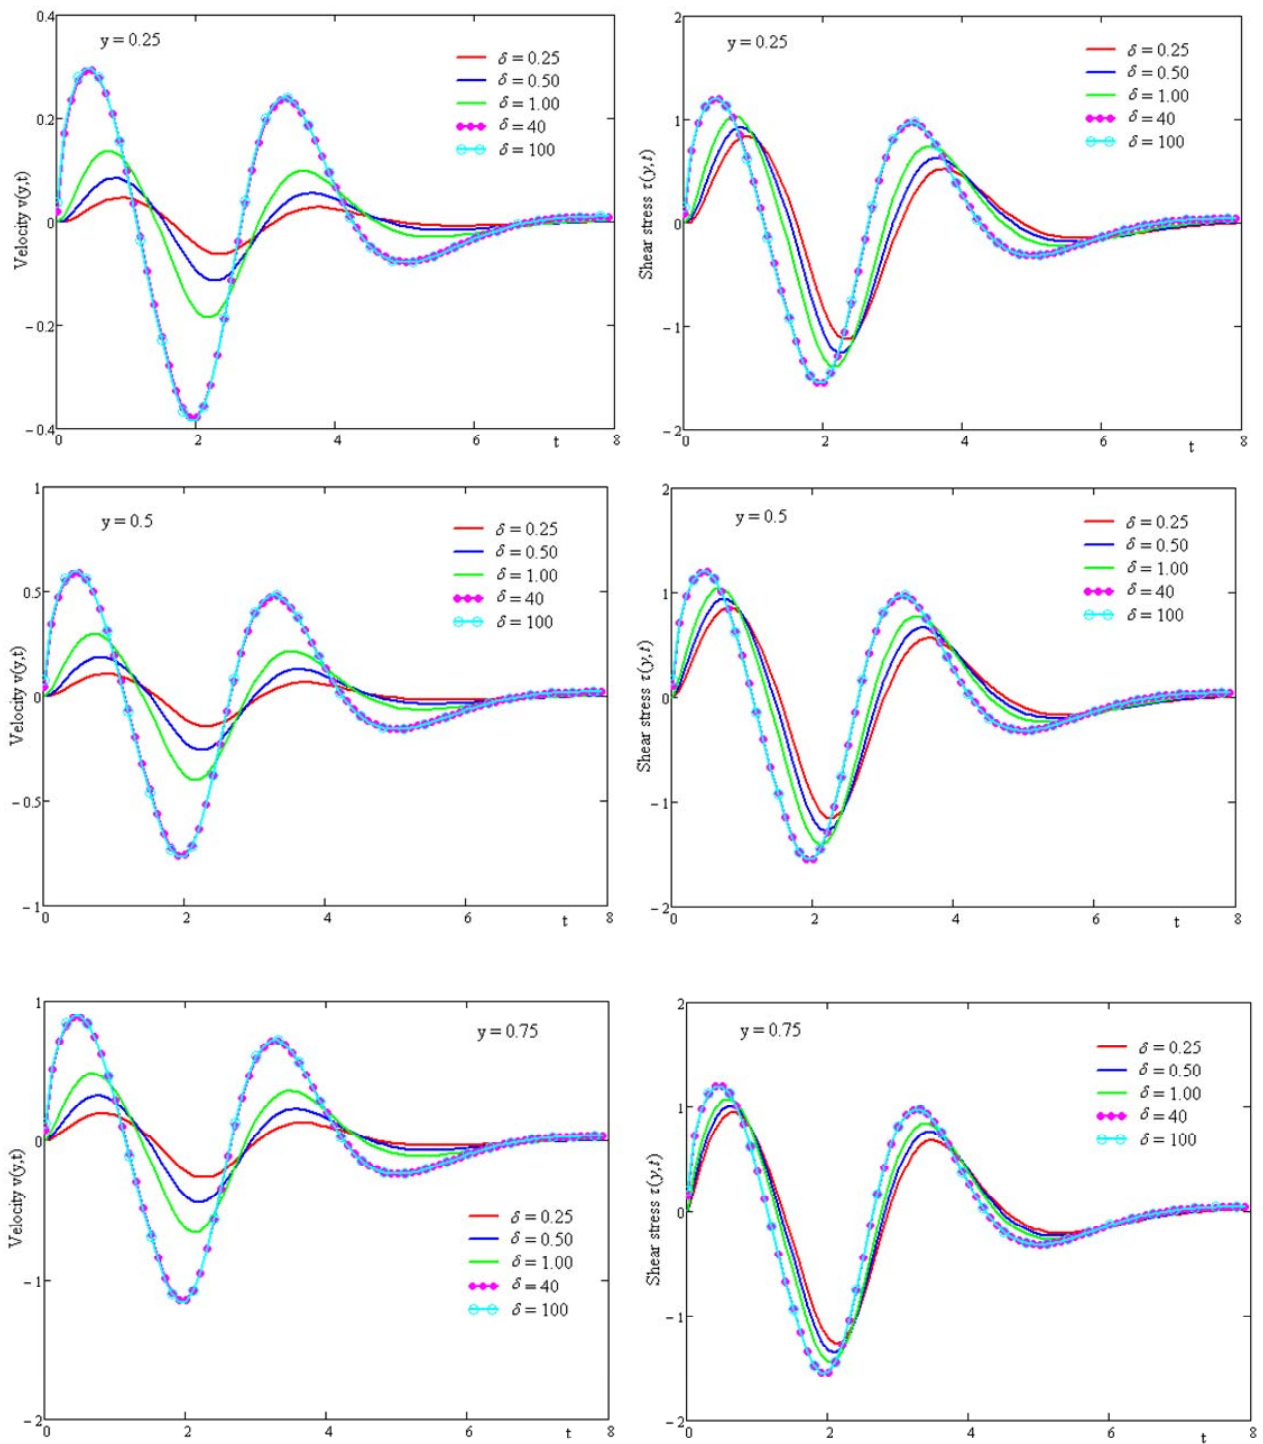 0.4
y = 0.25
δ = 0.25
δ = 0.50
δ = 1.00
δ = 40
δ = 100
0.2
0
−0.2
−0.4
Velocity v(y,t)
0 2 4 6 t 8
2
y = 0.25
δ = 0.25
δ = 0.50
δ = 1.00
δ = 40
δ = 100
1
0
−1
−2
Shear stress τ(y,t)
0 2 4 6 t 8
1
y = 0.5
δ = 0.25
δ = 0.50
δ = 1.00
δ = 40
δ = 100
0.5
0
−0.5
−1
Velocity v(y,t)
0 2 4 6 t 8
2
y = 0.5
δ = 0.25
δ = 0.50
δ = 1.00
δ = 40
δ = 100
1
0
−1
−2
Shear stress τ(y,t)
0 2 4 6 t 8
1
y = 0.75
0
δ = 0.25
δ = 0.50
δ = 1.00
δ = 40
δ = 100
−1
−2
Velocity v(y,t)
0 2 4 6 t 8
2
y = 0.75
δ = 0.25
δ = 0.50
δ = 1.00
δ = 40
δ = 100
1
0
−1
−2
Shear stress τ(y,t)
0 2 4 6 t 8